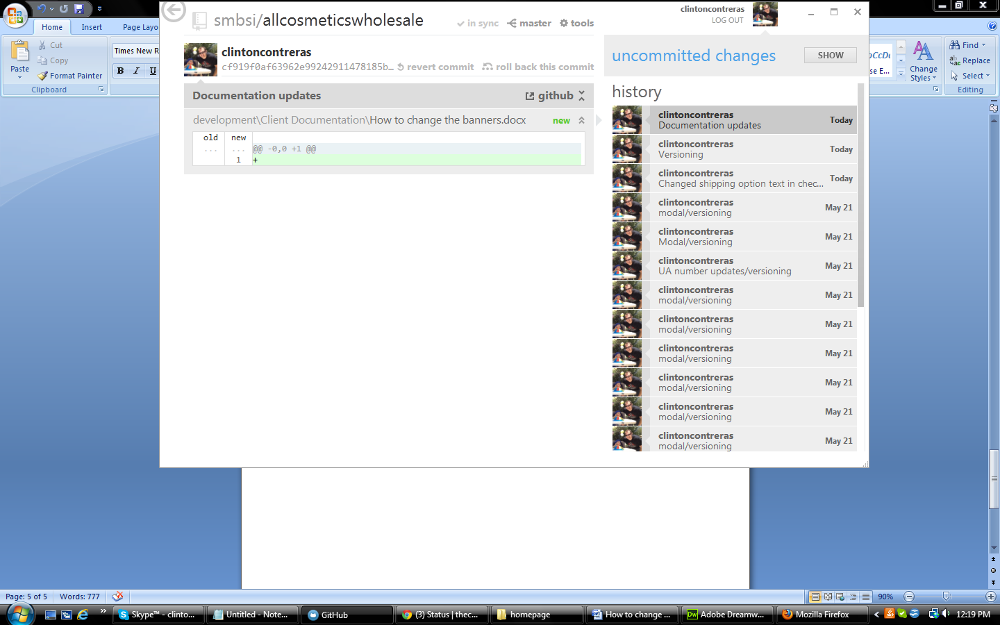 Home Insert Page Layo
Paste
Cut
Copy
Format Painter
Clipboard
Times New R
B I U
smbsi/allcosmeticswholesale
in sync master tools
clintoncontreras
LOG OUT
clintoncontreras
cf919f0af63962e99242911478185b... revert commit roll back this commit
Documentation updates github
development\Client Documentation\How to change the banners.docx new
old new
... ... @@ -0,0 +1 @@
1 +
uncommitted changes SHOW
history
clintoncontreras
Documentation updates Today
clintoncontreras
Versioning Today
clintoncontreras
Changed shipping option text in chec... Today
clintoncontreras
modal/versioning May 21
clintoncontreras
Modal/versioning May 21
clintoncontreras
UA number updates/versioning May 21
clintoncontreras
modal/versioning May 21
clintoncontreras
modal/versioning May 21
clintoncontreras
modal/versioning May 21
clintoncontreras
modal/versioning May 21
clintoncontreras
modal/versioning May 21
clintoncontreras
modal/versioning May 21
se E...
Change
Styles
Find
Replace
Select
Editing
Page: 5 of 5 Words: 777
90%
Skype™ - clinto...
Untitled - Note...
GitHub
(3) Status | thec...
homepage
How to change ...
Adobe Dreamw...
Mozilla Firefox
12:19 PM